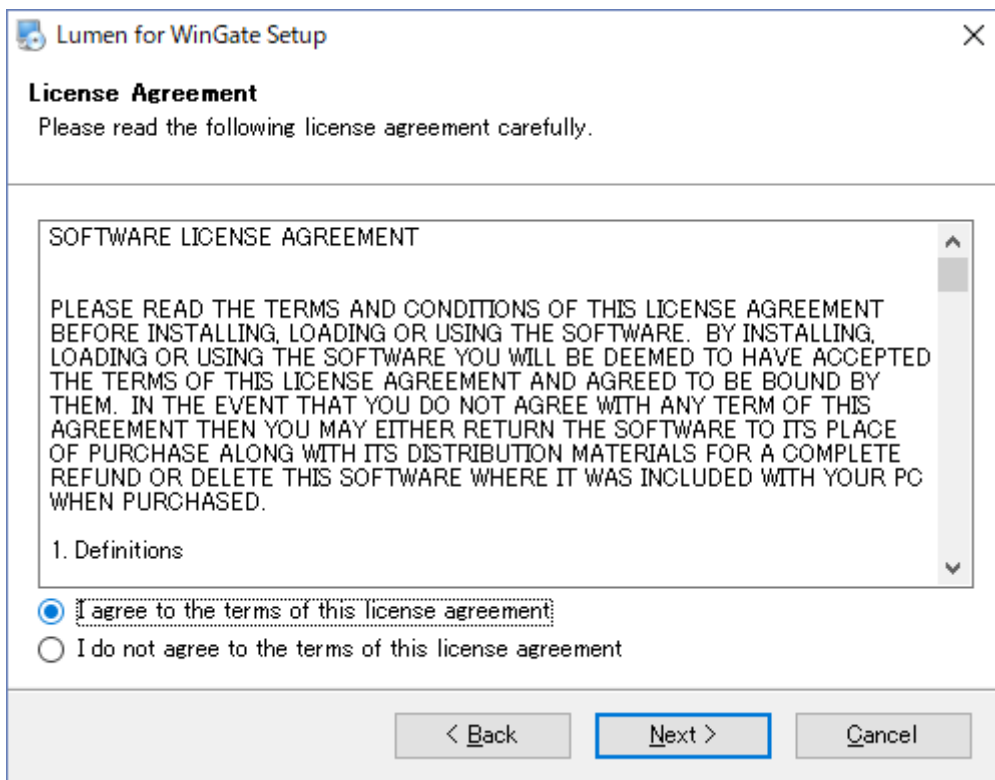 Lumen for WinGate Setup
License Agreement
Please read the following license agreement carefully.
SOFTWARE LICENSE AGREEMENT
PLEASE READ THE TERMS AND CONDITIONS OF THIS LICENSE AGREEMENT
BEFORE INSTALLING, LOADING OR USING THE SOFTWARE.  BY INSTALLING,
LOADING OR USING THE SOFTWARE YOU WILL BE DEEMED TO HAVE ACCEPTED
THE TERMS OF THIS LICENSE AGREEMENT AND AGREED TO BE BOUND BY
THEM.  IN THE EVENT THAT YOU DO NOT AGREE WITH ANY TERM OF THIS
AGREEMENT THEN YOU MAY EITHER RETURN THE SOFTWARE TO ITS PLACE
OF PURCHASE ALONG WITH ITS DISTRIBUTION MATERIALS FOR A COMPLETE
REFUND OR DELETE THIS SOFTWARE WHERE IT WAS INCLUDED WITH YOUR PC
WHEN PURCHASED.
1. Definitions
I agree to the terms of this license agreement
I do not agree to the terms of this license agreement
< Back
Next >
Cancel